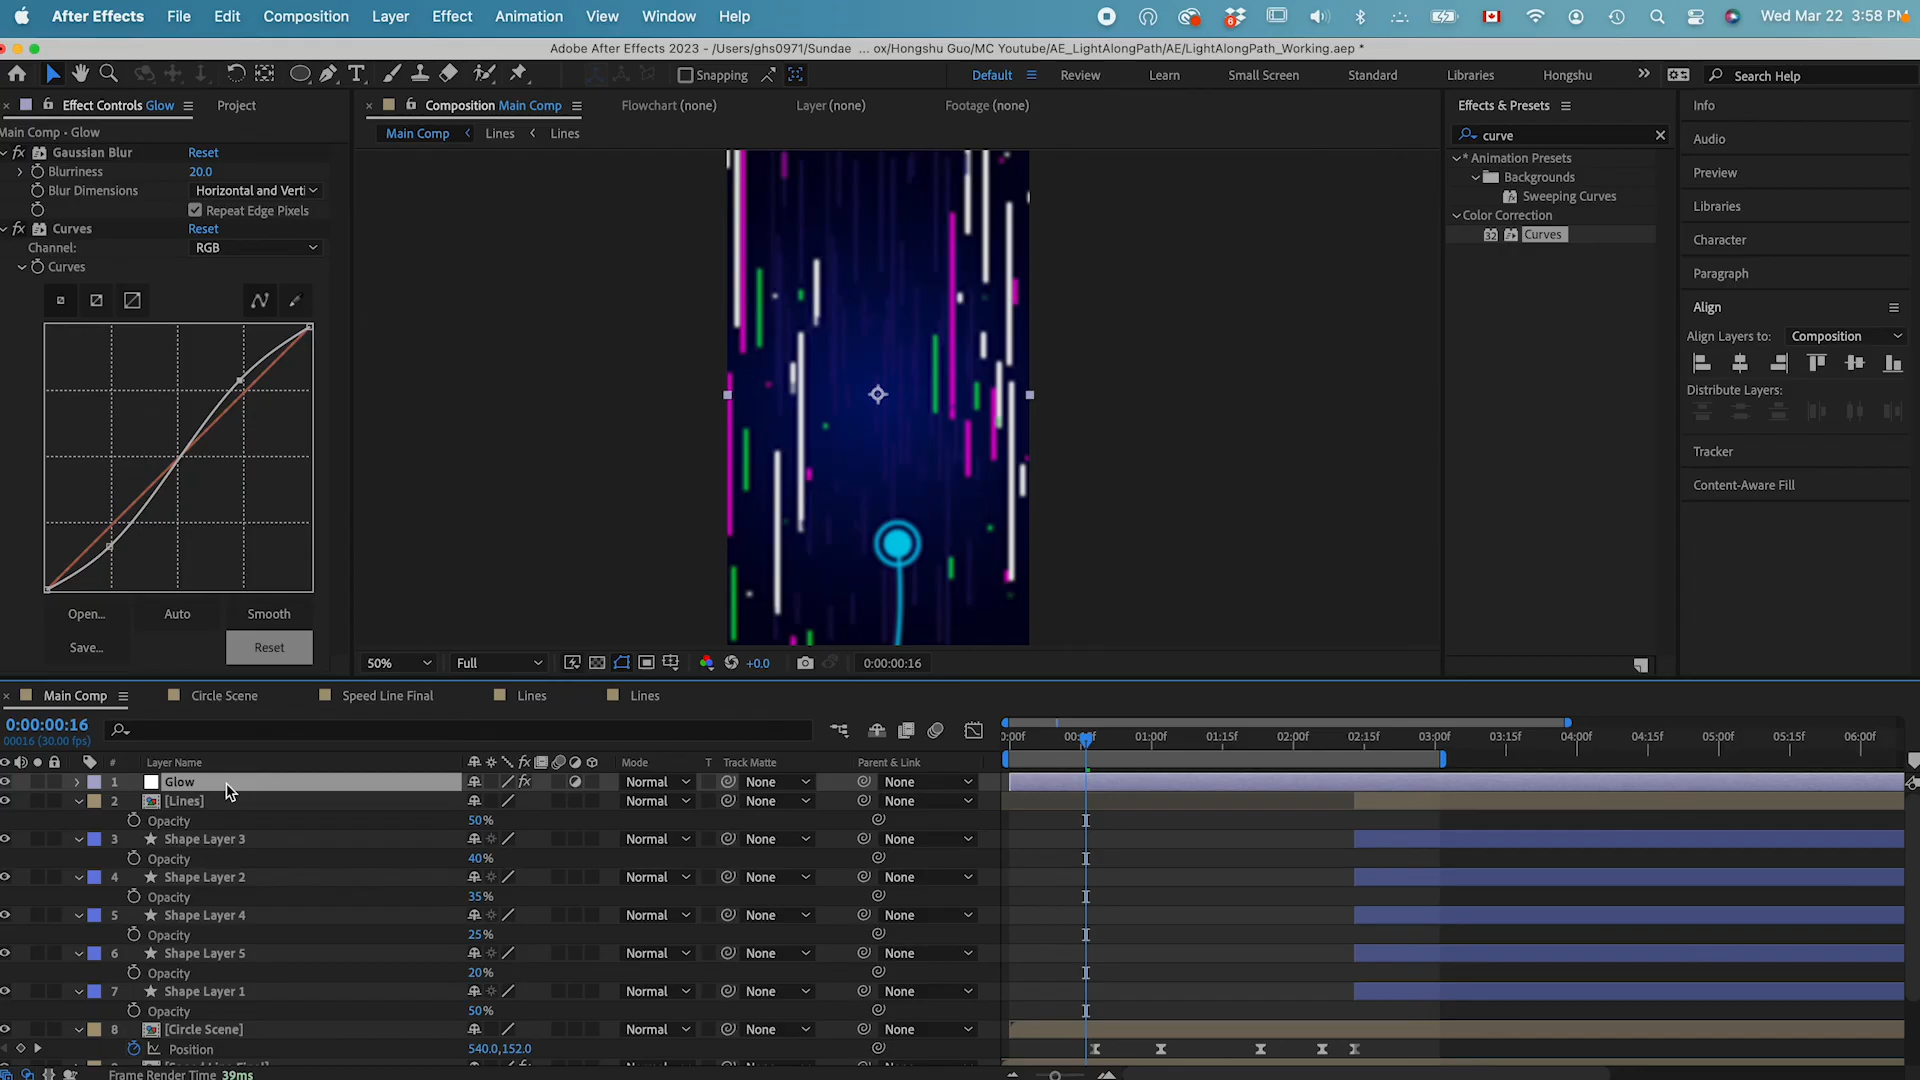 After Effects File Edit Composition Layer Effect Animation View Window Help Wed Mar 22 3:58 PM
Adobe After Effects 2023 - /Users/ghs0971/Sundae ... ox/Hongshu Guo/MC Youtube/AE_LightAlongPath/AE/LightAlongPath_Working.aep *
Snapping Default Review Learn Small Screen Standard Libraries Hongshu Search Help
Effect Controls Glow Project Composition Main Comp Flowchart (none) Layer (none) Footage (none) Effects & Presets Info
Main Comp • Glow
Main Comp Lines Lines
curve
Audio
Gaussian Blur Reset
Blurriness 20.0
Blur Dimensions Horizontal and Verti
Repeat Edge Pixels
Curves Reset
Channel: RGB
Curves
Open... Auto Smooth
Save... Reset
* Animation Presets
Backgrounds
Sweeping Curves
Color Correction
32 Curves
Preview
Libraries
Character
Paragraph
Align
Align Layers to: Composition
Distribute Layers:
Tracker
Content-Aware Fill
50% Full +0.0 0:00:00:16
Main Comp Circle Scene Speed Line Final Lines Lines
0:00:00:16
00016 (30.00 fps)
01:00f 01:15f 02:00f 02:15f 03:00f 03:15f 04:00f 04:15f 05:00f 05:15f 06:00f
# Layer Name Mode T Track Matte Parent & Link
1 Glow Normal None None
2 [Lines] Normal None None
Opacity 50%
3 Shape Layer 3 Normal None None
Opacity 40%
4 Shape Layer 2 Normal None None
Opacity 35%
5 Shape Layer 4 Normal None None
Opacity 25%
6 Shape Layer 5 Normal None None
Opacity 20%
7 Shape Layer 1 Normal None None
Opacity 50%
8 [Circle Scene] Normal None None
Position 540.0,152.0
Frame Render Time 39ms